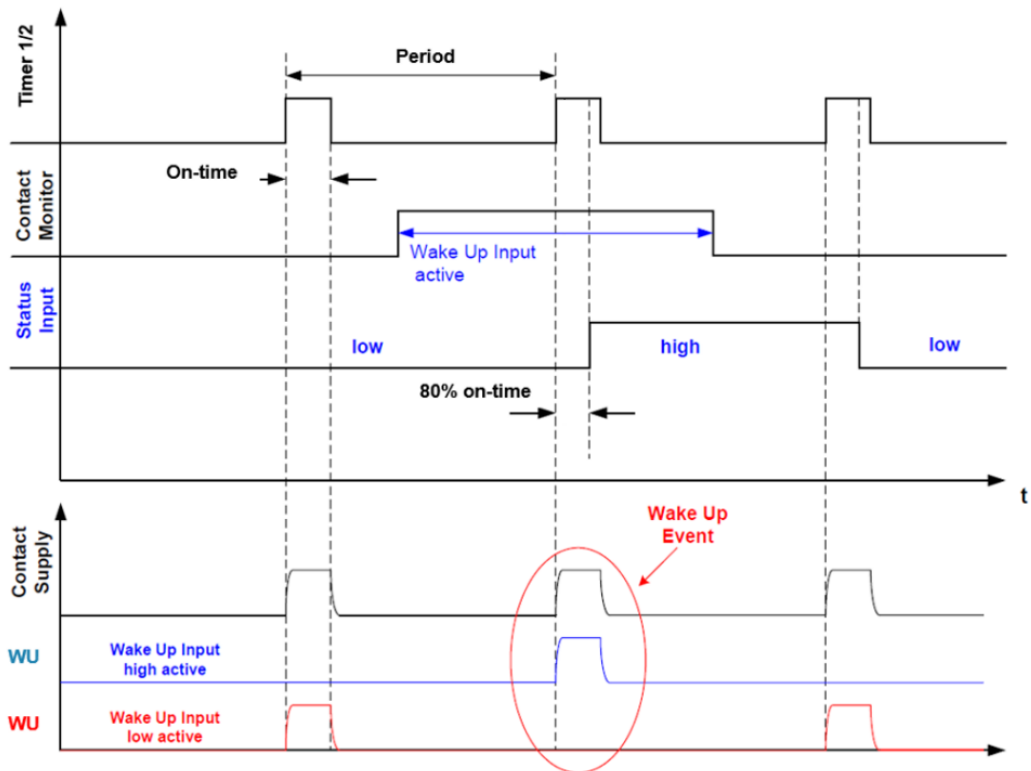 Timer 1/2
Period
On-time
Contact
Monitor
Wake Up Input
active
Status
Input
low
high
low
80% on-time
t
Wake Up
Event
Contact
Supply
WU
Wake Up Input
high active
WU
Wake Up Input
low active